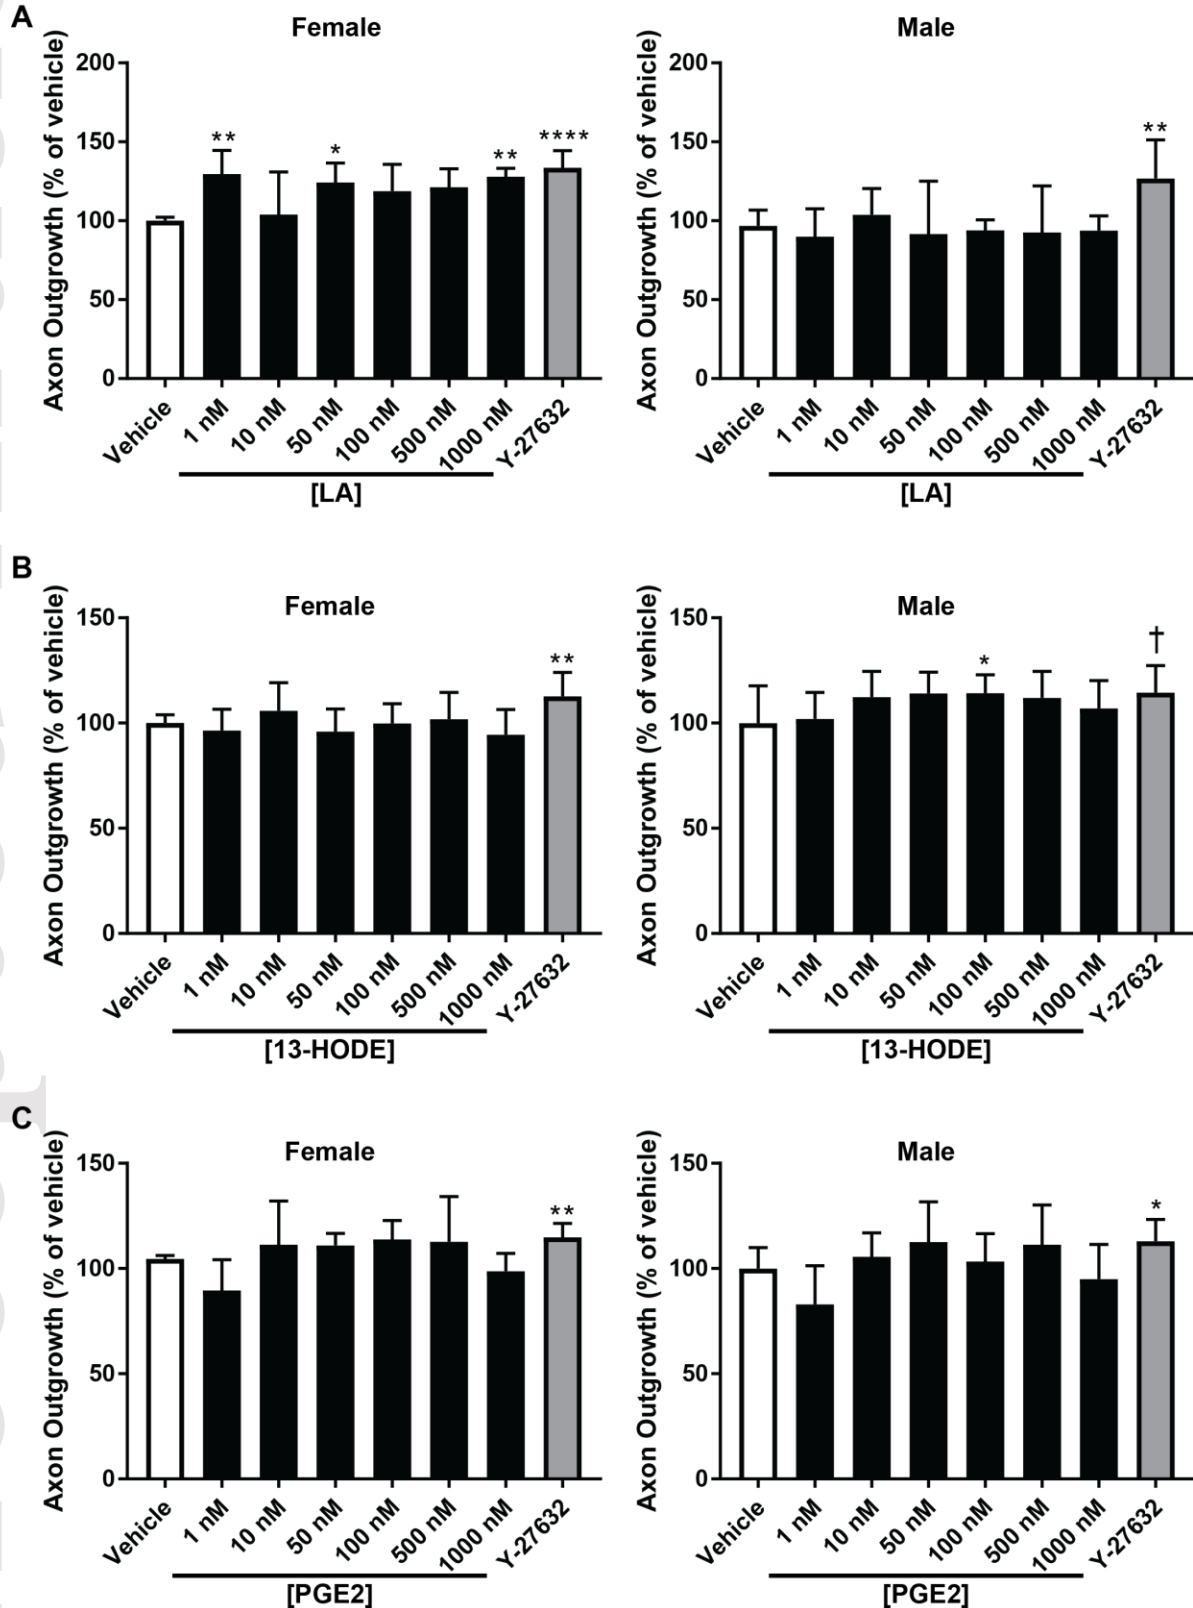 A
Female
Axon Outgrowth (% of vehicle)
200
150
100
50
0
** * ** ****
Vehicle 1 nM 10 nM 50 nM 100 nM 500 nM 1000 nM Y-27632
[LA]
Male
Axon Outgrowth (% of vehicle)
200
150
100
50
0
**
Vehicle 1 nM 10 nM 50 nM 100 nM 500 nM 1000 nM Y-27632
[LA]
B
Female
Axon Outgrowth (% of vehicle)
150
100
50
0
**
Vehicle 1 nM 10 nM 50 nM 100 nM 500 nM 1000 nM Y-27632
[13-HODE]
Male
Axon Outgrowth (% of vehicle)
150
100
50
0
* †
Vehicle 1 nM 10 nM 50 nM 100 nM 500 nM 1000 nM Y-27632
[13-HODE]
C
Female
Axon Outgrowth (% of vehicle)
150
100
50
0
**
Vehicle 1 nM 10 nM 50 nM 100 nM 500 nM 1000 nM Y-27632
[PGE2]
Male
Axon Outgrowth (% of vehicle)
150
100
50
0
*
Vehicle 1 nM 10 nM 50 nM 100 nM 500 nM 1000 nM Y-27632
[PGE2]